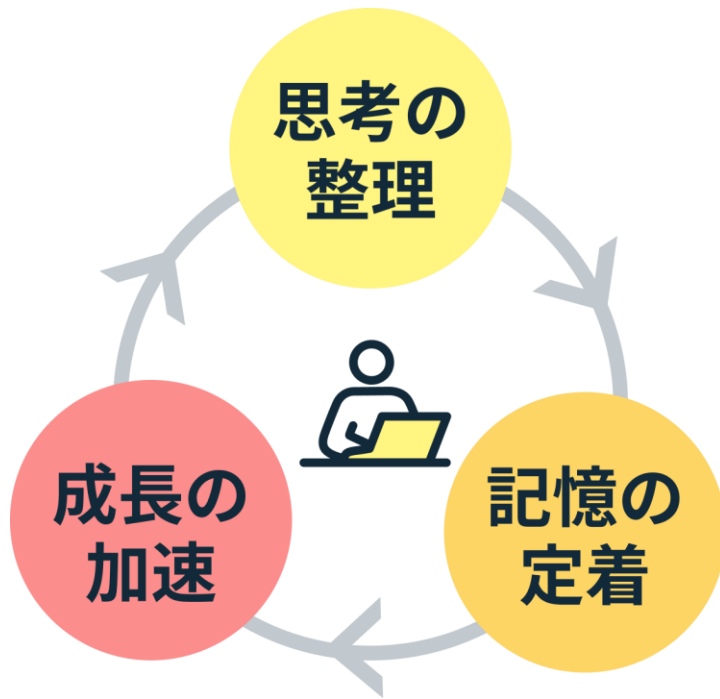 思考の
整理
記憶の
定着
成長の
加速